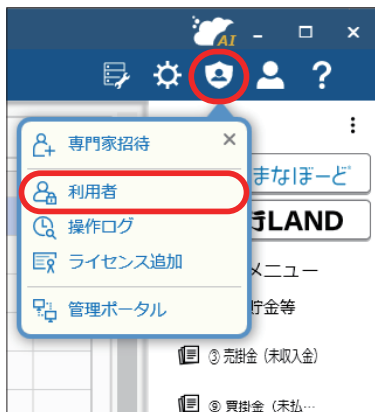 AI
?
専門家招待
利用者
操作ログ
ライセンス追加
管理ポータル
まなぼーど
LAND
メニュー
貯金等
③ 売掛金 (未収入金)
⑨ 買掛金 (未払…